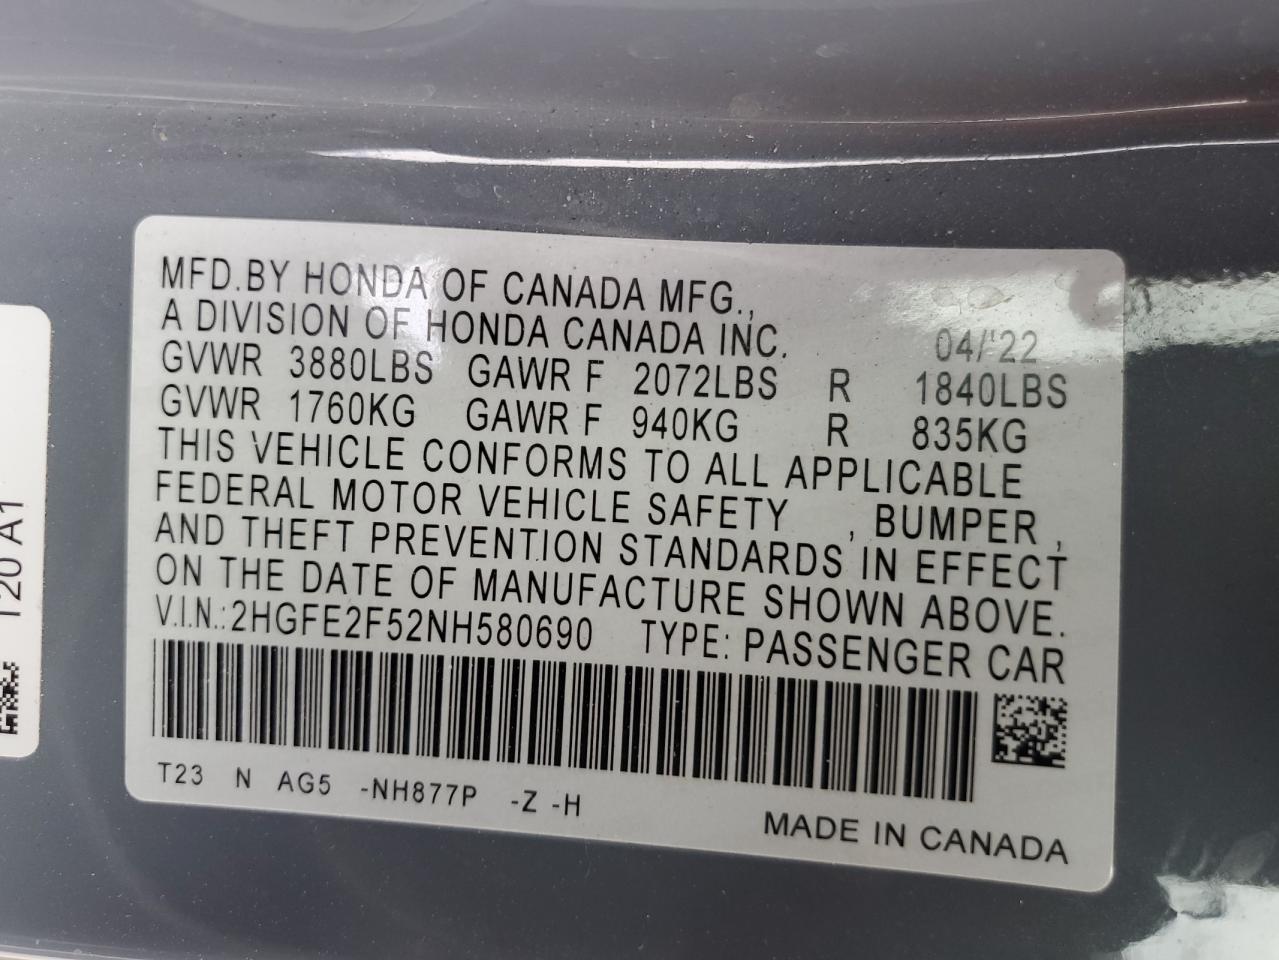 MFD.BY HONDA OF CANADA MFG.,
A DIVISION OF HONDA CANADA INC. 04/'22
GVWR 3880LBS GAWR F 2072LBS R 1840LBS
GVWR 1760KG GAWR F 940KG R 835KG
THIS VEHICLE CONFORMS TO ALL APPLICABLE
FEDERAL MOTOR VEHICLE SAFETY , BUMPER ,
AND THEFT PREVENTION STANDARDS IN EFFECT
ON THE DATE OF MANUFACTURE SHOWN ABOVE.
V.I.N.:2HGFE2F52NH580690 TYPE: PASSENGER CAR
T23 N AG5 -NH877P -Z -H
MADE IN CANADA
T20 A1